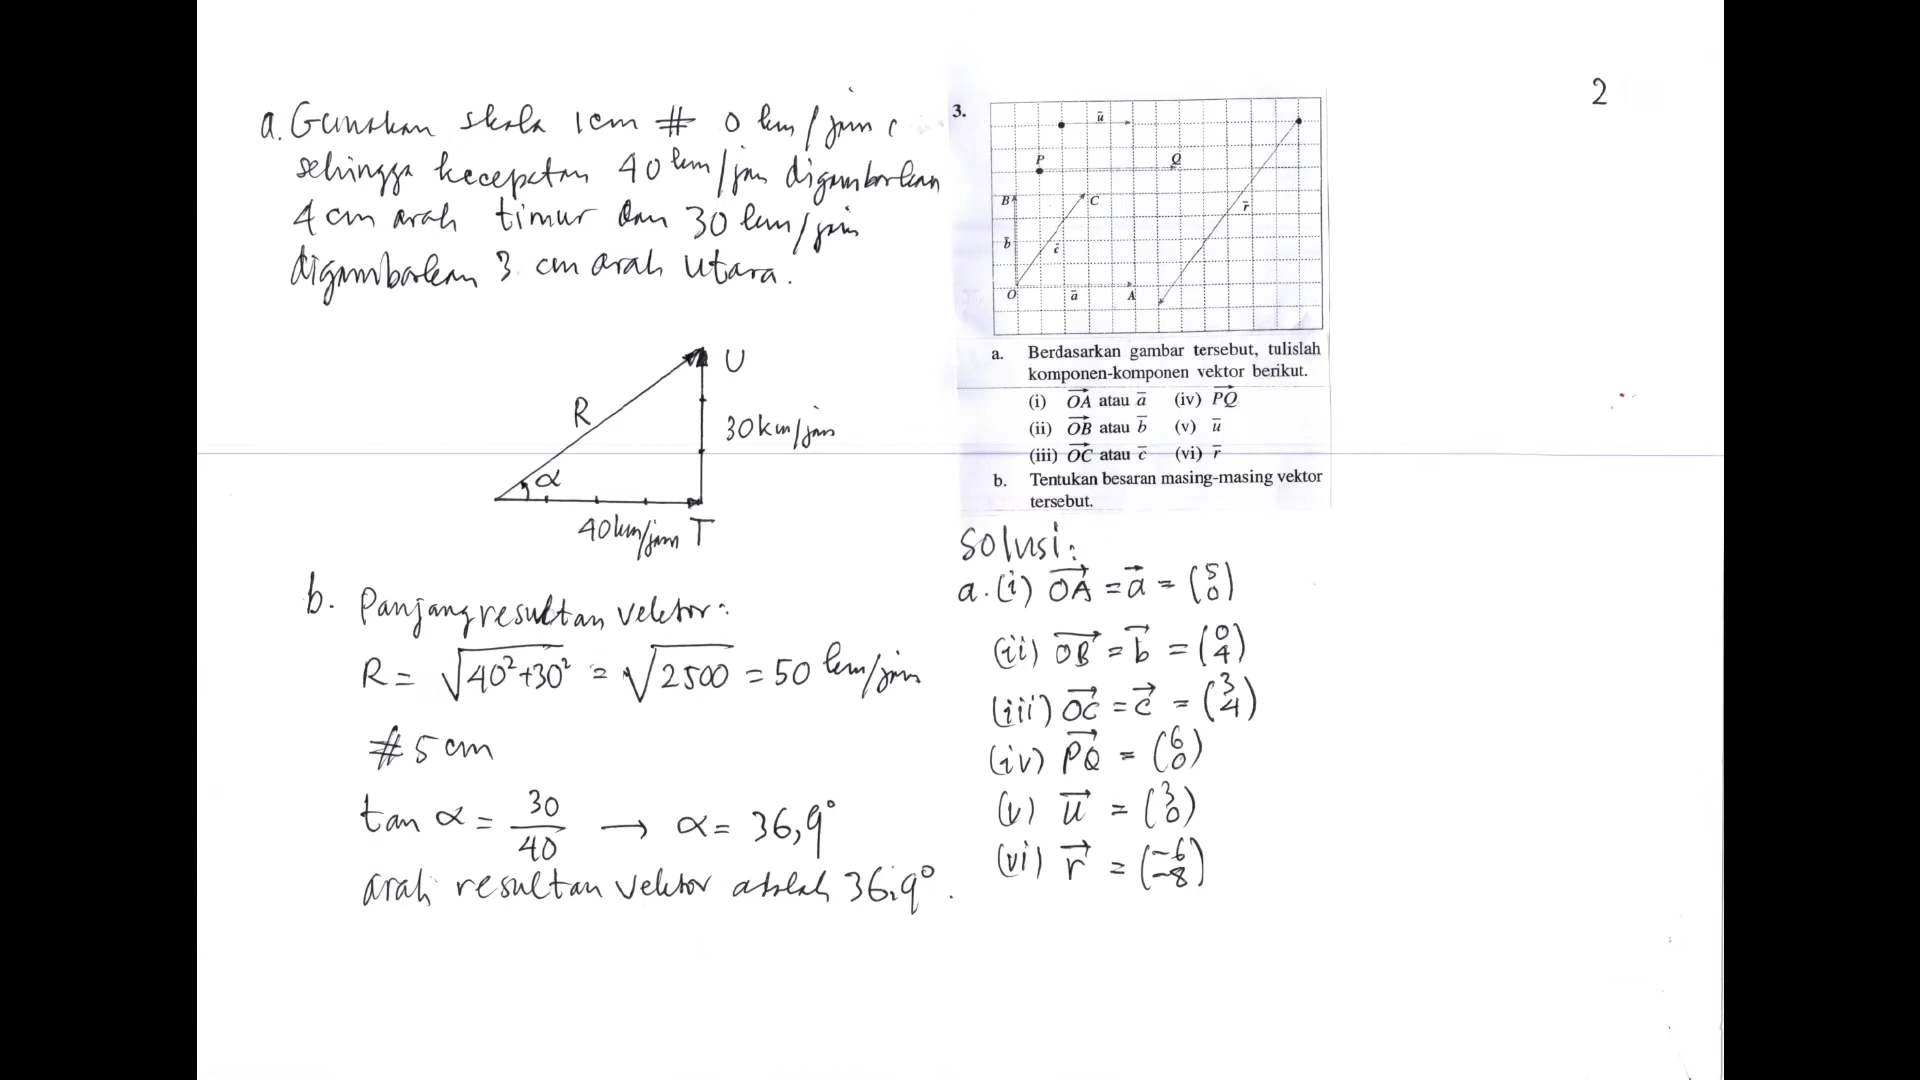 2
a. Gunakan skala 1cm # 0 km/jam
sehingga kecepatan 40 km/jam digambarkan
4 cm arah timur dan 30 km/jam
digambarkan 3 cm arah Utara.
U
R
30 km/jam
α
40 km/jam T
b. Panjang resultan vektor:
R = √40²+30² = √2500 = 50 km/jam
# 5 cm
tan α = 30/40 → α = 36,9°
arah resultan vektor adalah 36,9°.
3.
ū
P Q
B C
r̄
b̄ c̄
O ā A
a. Berdasarkan gambar tersebut, tulislah
komponen-komponen vektor berikut.
(i) OA atau ā (iv) PQ
(ii) OB atau b̄ (v) ū
(iii) OC atau c̄ (vi) r̄
b. Tentukan besaran masing-masing vektor
tersebut.
Solusi:
a. (i) OA = a = (5 0)
(ii) OB = b = (0 4)
(iii) OC = c = (3 4)
(iv) PQ = (6 0)
(v) u = (3 0)
(vi) r = (-6 -8)